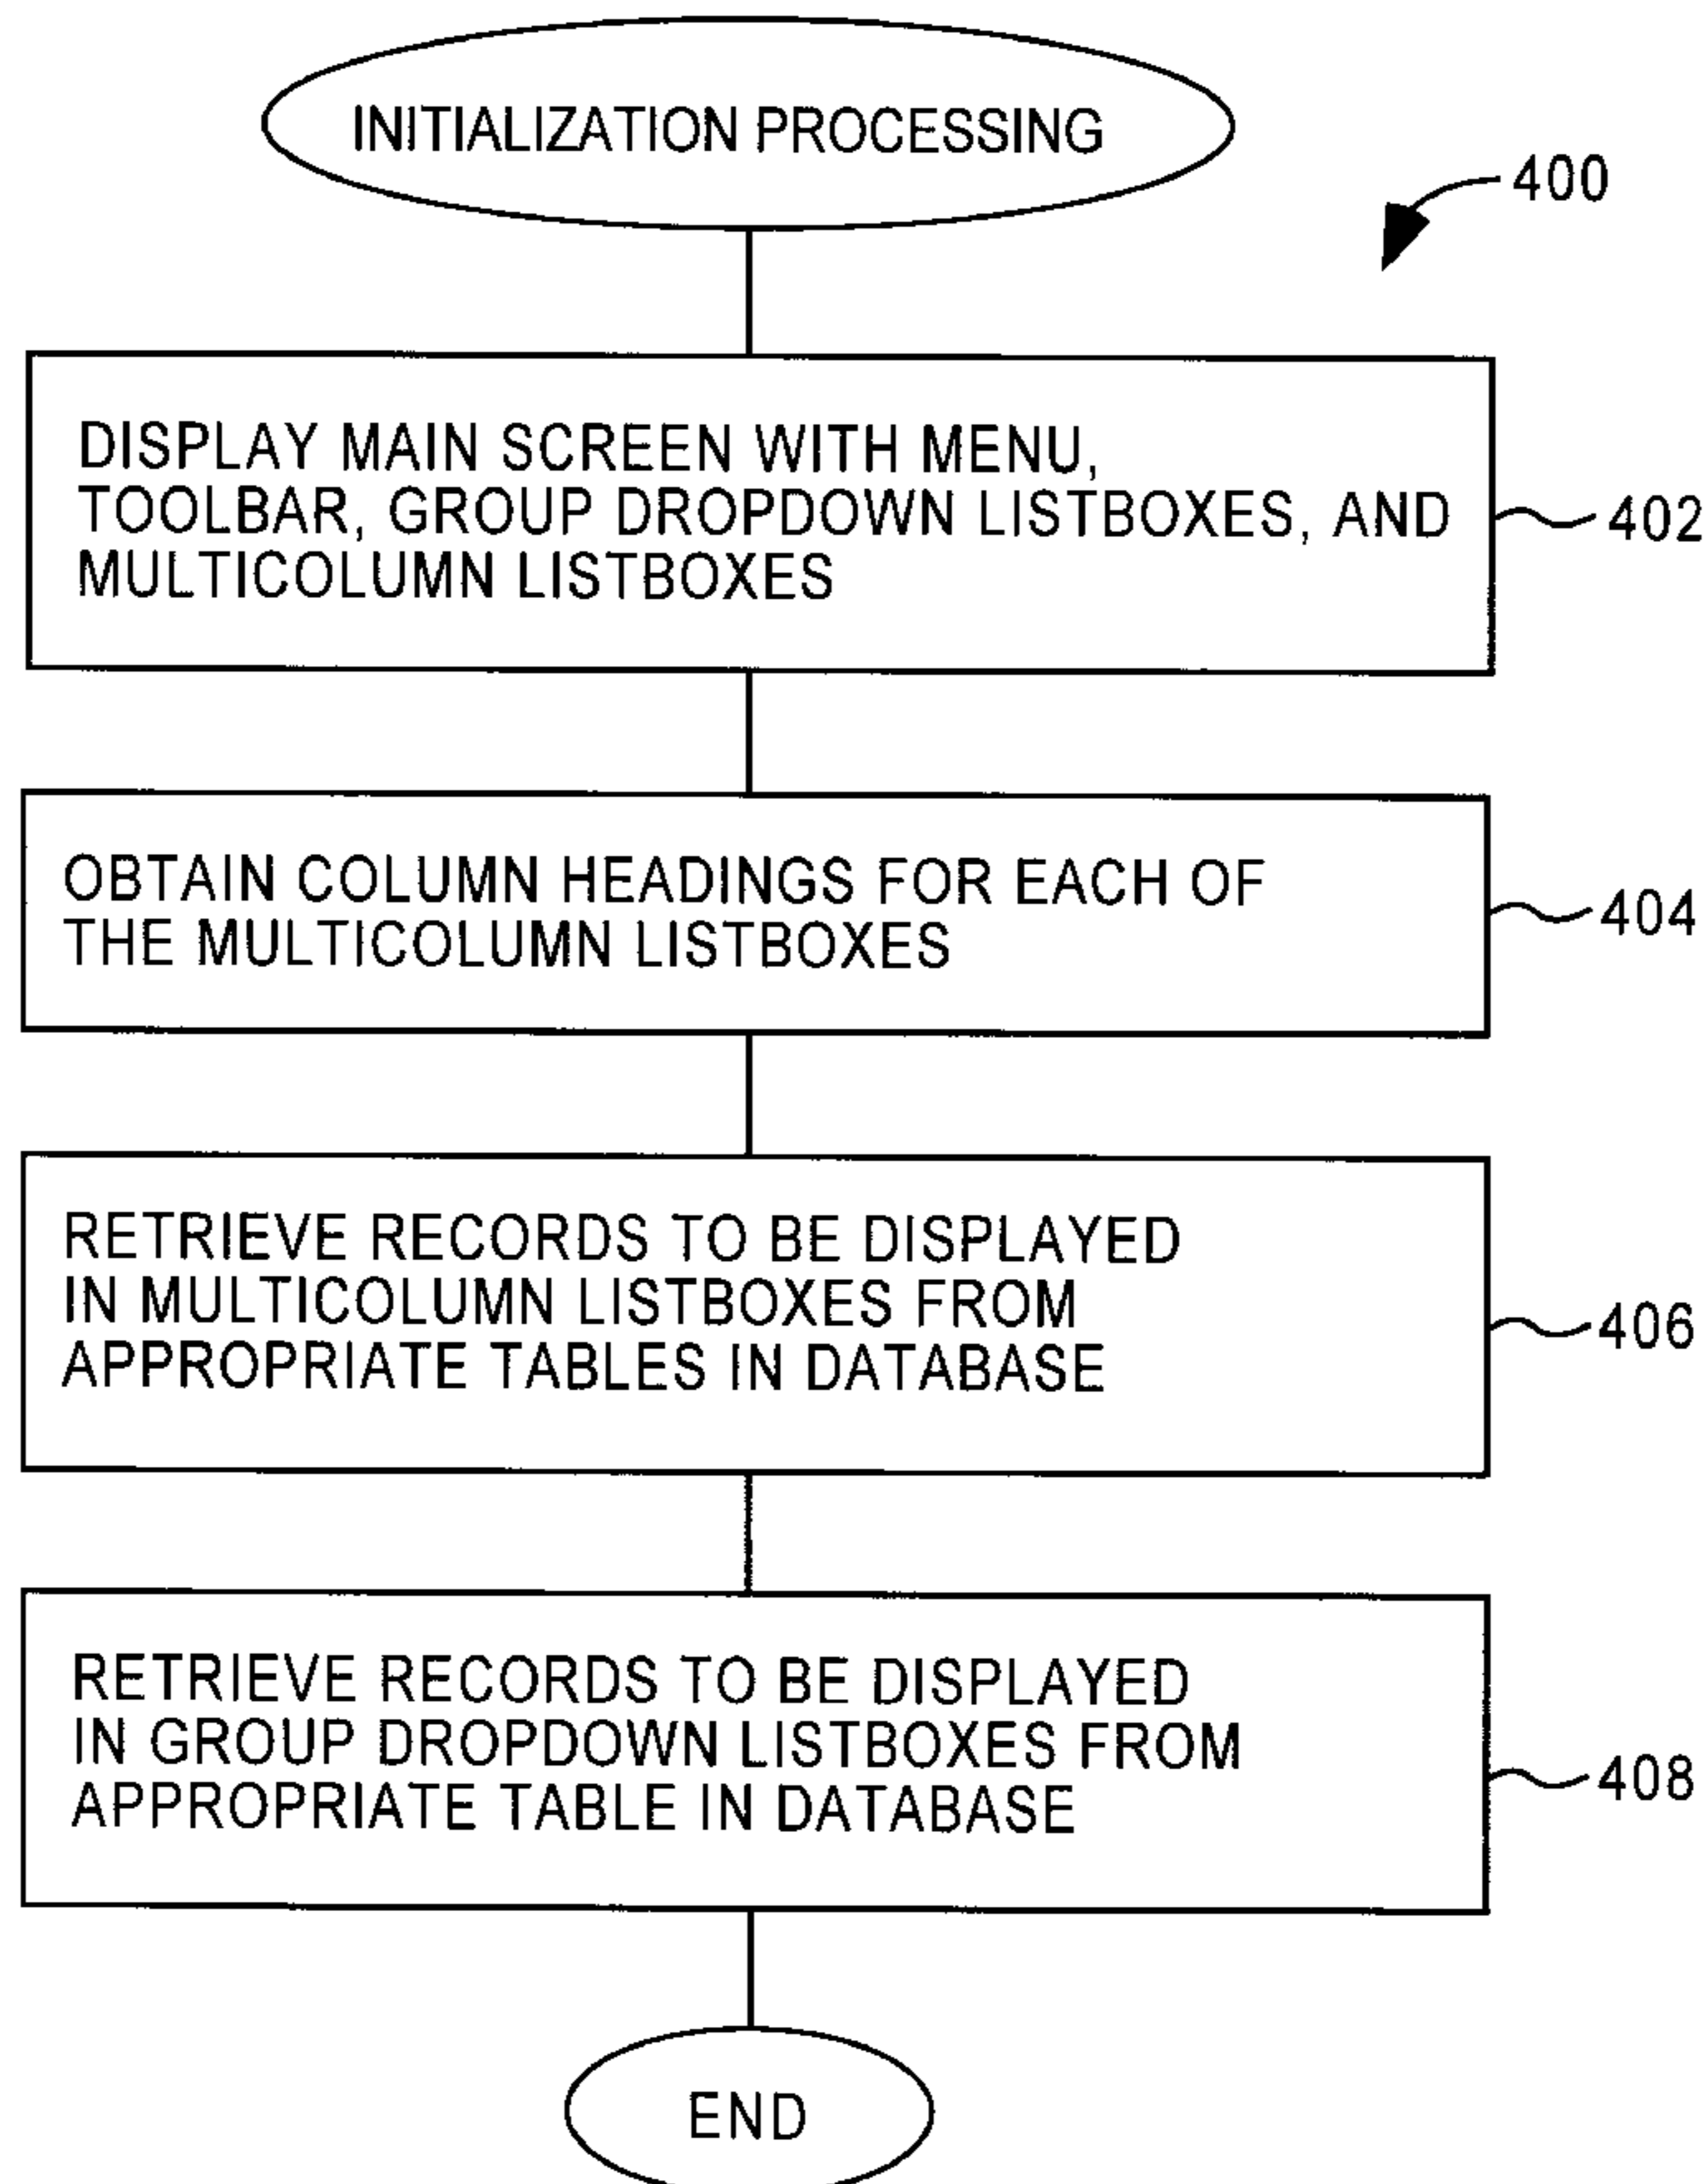 INITIALIZATION PROCESSING
400
DISPLAY MAIN SCREEN WITH MENU,
TOOLBAR, GROUP DROPDOWN LISTBOXES, AND
MULTICOLUMN LISTBOXES
402
OBTAIN COLUMN HEADINGS FOR EACH OF
THE MULTICOLUMN LISTBOXES
404
RETRIEVE RECORDS TO BE DISPLAYED
IN MULTICOLUMN LISTBOXES FROM
APPROPRIATE TABLES IN DATABASE
406
RETRIEVE RECORDS TO BE DISPLAYED
IN GROUP DROPDOWN LISTBOXES FROM
APPROPRIATE TABLE IN DATABASE
408
END